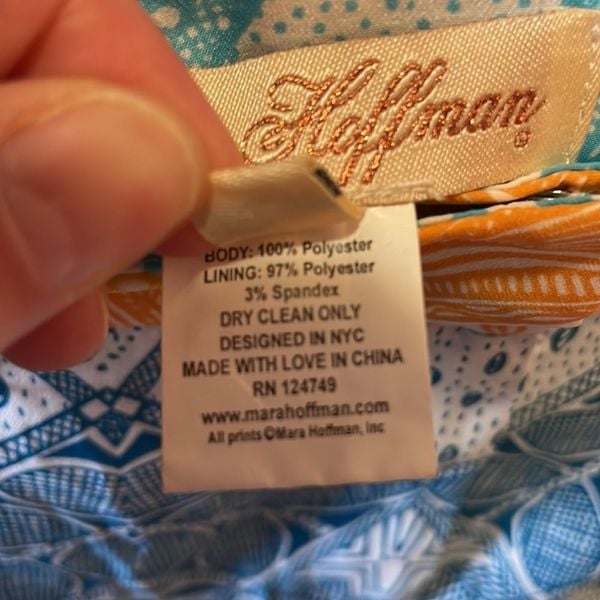 Hoffman®
BODY: 100% Polyester
LINING: 97% Polyester
3% Spandex
DRY CLEAN ONLY
DESIGNED IN NYC
MADE WITH LOVE IN CHINA
RN 124749
www.marahoffman.com
All prints ©Mara Hoffman, Inc